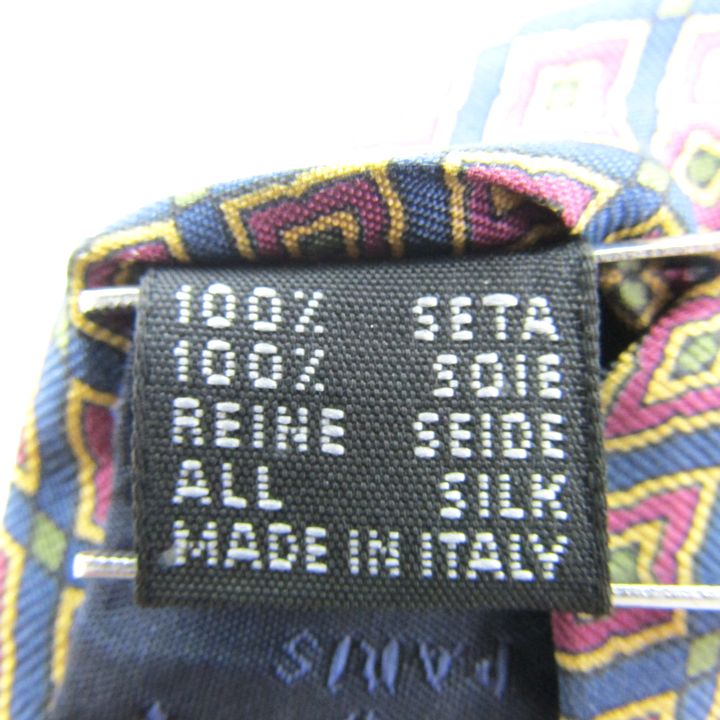 100% SETA
100% SOIE
REINE SEIDE
ALL SILK
MADE IN ITALY